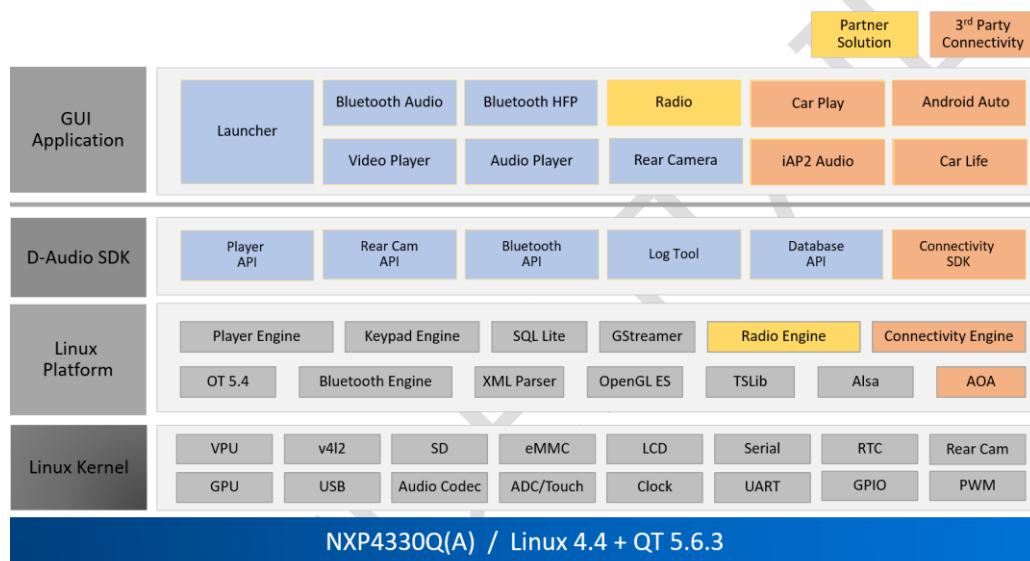 Partner
Solution
3rd Party
Connectivity
GUI
Application
Launcher
Bluetooth Audio
Bluetooth HFP
Radio
Car Play
Android Auto
Video Player
Audio Player
Rear Camera
iAP2 Audio
Car Life
D-Audio SDK
Player
API
Rear Cam
API
Bluetooth
API
Log Tool
Database
API
Connectivity
SDK
Linux
Platform
Player Engine
Keypad Engine
SQL Lite
GStreamer
Radio Engine
Connectivity Engine
OT 5.4
Bluetooth Engine
XML Parser
OpenGL ES
TSLib
Alsa
AOA
Linux Kernel
VPU
v4l2
SD
eMMC
LCD
Serial
RTC
Rear Cam
GPU
USB
Audio Codec
ADC/Touch
Clock
UART
GPIO
PWM
NXP4330Q(A) / Linux 4.4 + QT 5.6.3